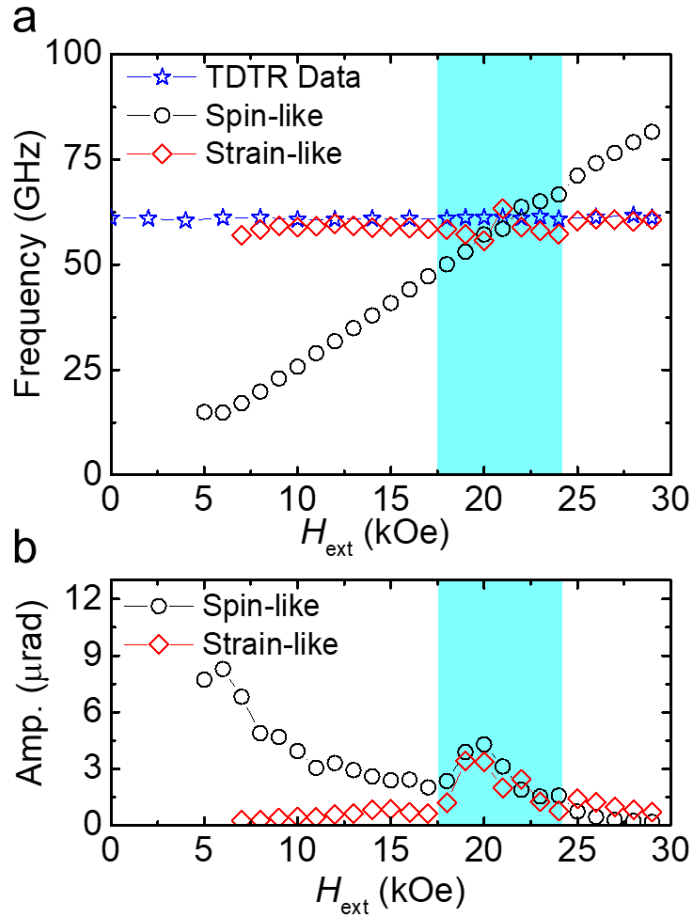 a
100
75
50
25
0
Frequency (GHz)
TDTR Data
Spin-like
Strain-like
0 5 10 15 20 25 30
Hext (kOe)
b
12
9
6
3
0
Amp. (μrad)
Spin-like
Strain-like
0 5 10 15 20 25 30
Hext (kOe)